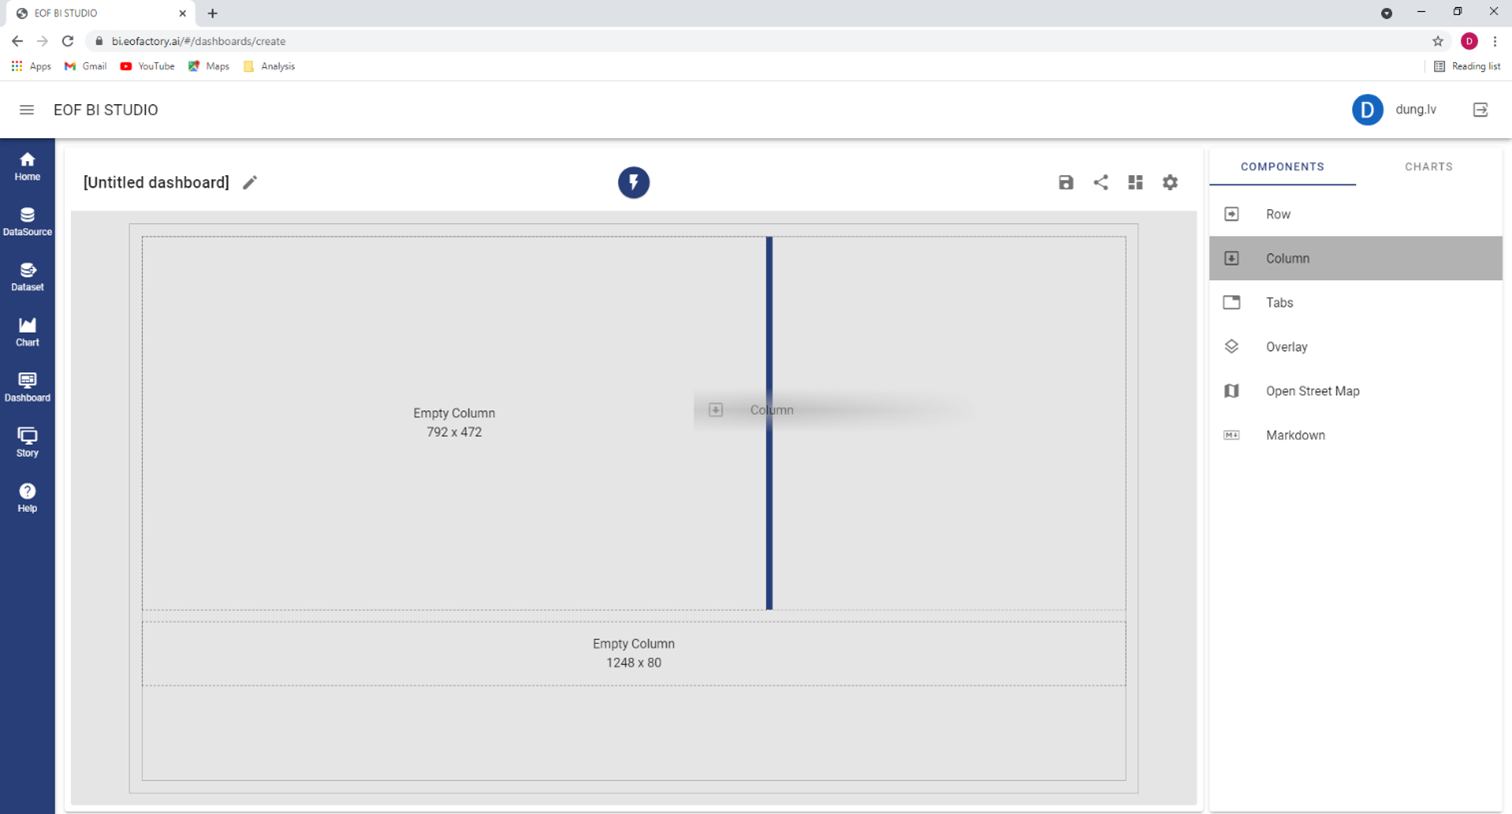 EOF BI STUDIO
bi.eofactory.ai/#/dashboards/create
D
Apps
Gmail
YouTube
Maps
Analysis
Reading list
EOF BI STUDIO
D
dung.lv
Home
DataSource
Dataset
Chart
Dashboard
Story
?
Help
[Untitled dashboard]
Empty Column
792 x 472
Column
Empty Column
1248 x 80
COMPONENTS
CHARTS
Row
Column
Tabs
Overlay
Open Street Map
M
Markdown